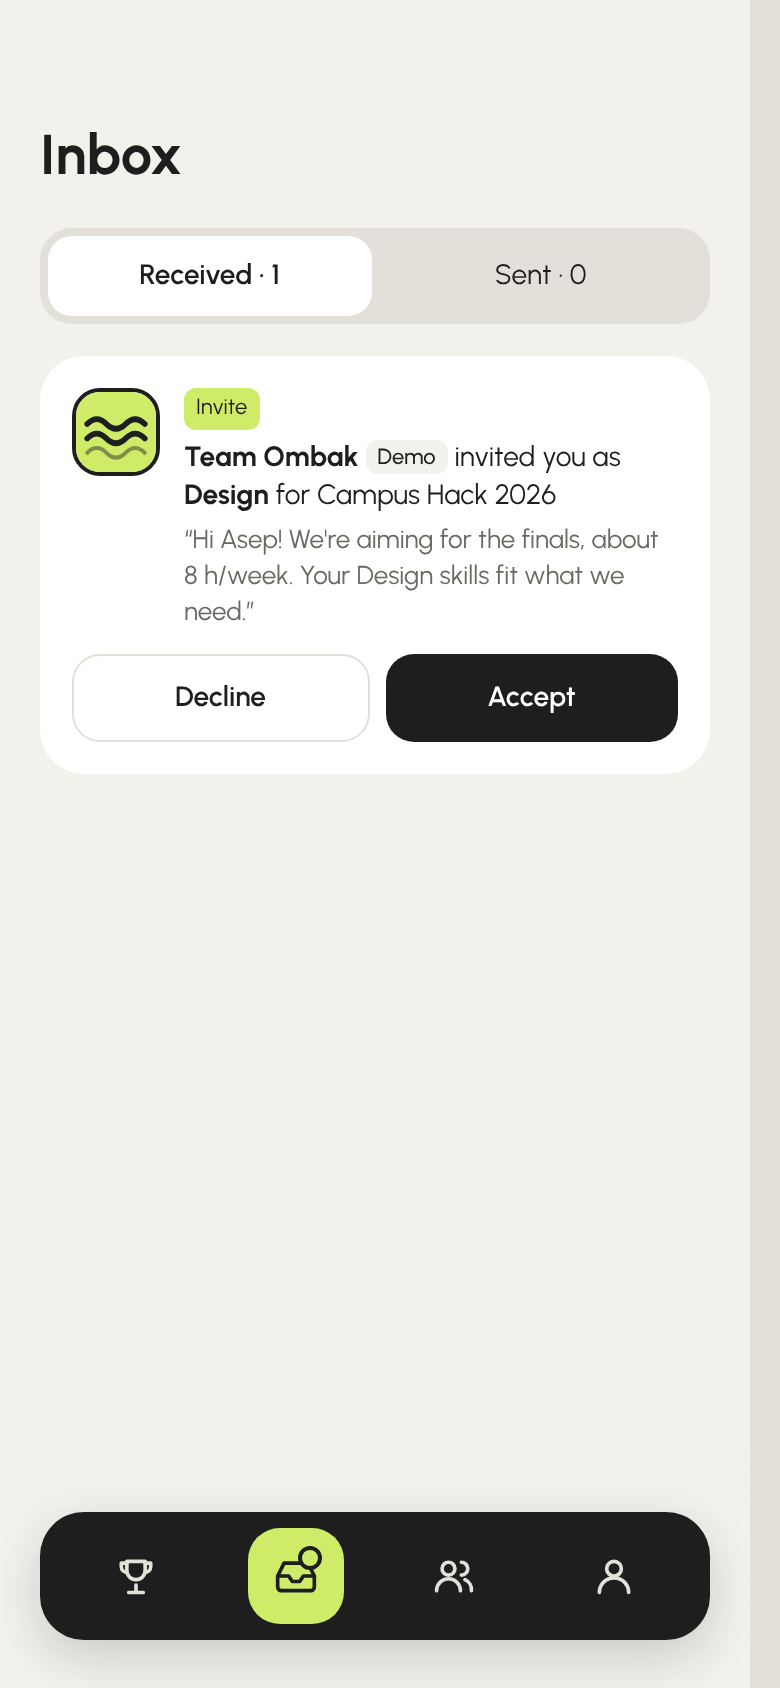 Inbox
Received · 1
Sent · 0
Invite
Team Ombak Demo invited you as
Design for Campus Hack 2026
“Hi Asep! We're aiming for the finals, about
8 h/week. Your Design skills fit what we
need.”
Decline
Accept